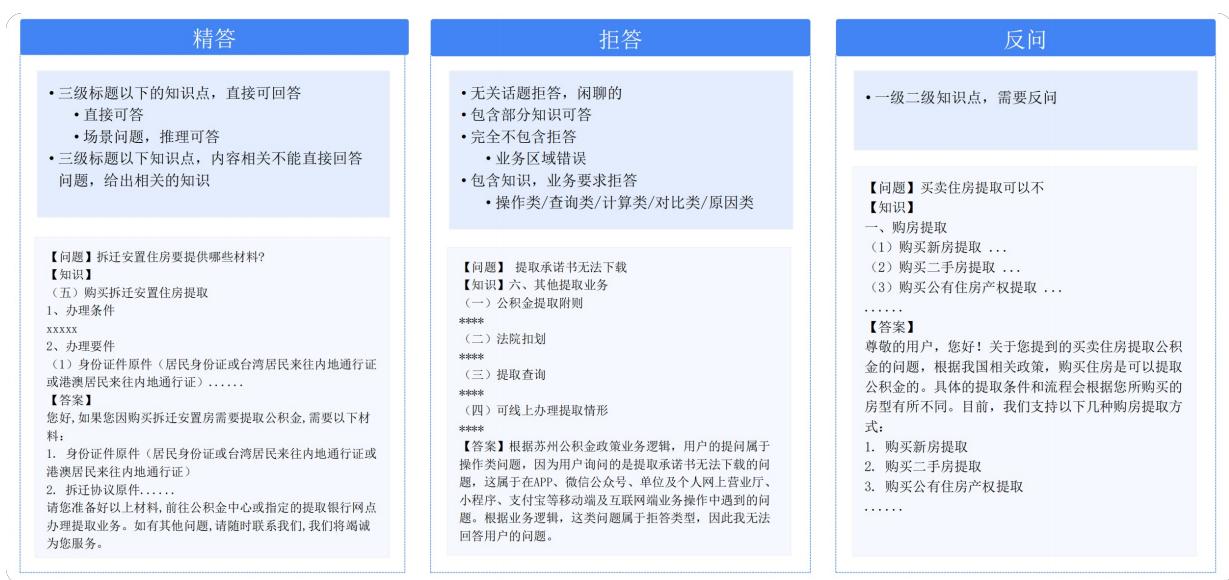 精答
• 三级标题以下的知识点，直接可回答
• 直接可答
• 场景问题，推理可答
• 三级标题以下知识点，内容相关不能直接回答
问题，给出相关的知识
【问题】拆迁安置住房要提供哪些材料?
【知识】
（五）购买拆迁安置住房提取
1、办理条件
xxxxx
2、办理要件
（1）身份证件原件（居民身份证或台湾居民来往内地通行证
或港澳居民来往内地通行证）......
【答案】
您好,如果您因购买拆迁安置房需要提取公积金,需要以下材
料:
1. 身份证件原件（居民身份证或台湾居民来往内地通行证或
港澳居民来往内地通行证）
2. 拆迁协议原件......
请您准备好以上材料,前往公积金中心或指定的提取银行网点
办理提取业务。如有其他问题,请随时联系我们,我们将竭诚
为您服务。
拒答
• 无关话题拒答，闲聊的
• 包含部分知识可答
• 完全不包含拒答
• 业务区域错误
• 包含知识，业务要求拒答
• 操作类/查询类/计算类/对比类/原因类
【问题】 提取承诺书无法下载
【知识】六、其他提取业务
（一）公积金提取附则
****
（二）法院扣划
****
（三）提取查询
****
（四）可线上办理提取情形
****
【答案】根据苏州公积金政策业务逻辑，用户的提问属于
操作类问题，因为用户询问的是提取承诺书无法下载的问
题，这属于在APP、微信公众号、单位及个人网上营业厅、
小程序、支付宝等移动端及互联网端业务操作中遇到的问
题。根据业务逻辑，这类问题属于拒答类型，因此我无法
回答用户的问题。
反问
• 一级二级知识点，需要反问
【问题】买卖住房提取可以不
【知识】
一、购房提取
（1）购买新房提取 ...
（2）购买二手房提取 ...
（3）购买公有住房产权提取 ...
......
【答案】
尊敬的用户，您好！关于您提到的买卖住房提取公积
金的问题，根据我国相关政策，购买住房是可以提取
公积金的。具体的提取条件和流程会根据您所购买的
房型有所不同。目前，我们支持以下几种购房提取方
式：
1. 购买新房提取
2. 购买二手房提取
3. 购买公有住房产权提取
......